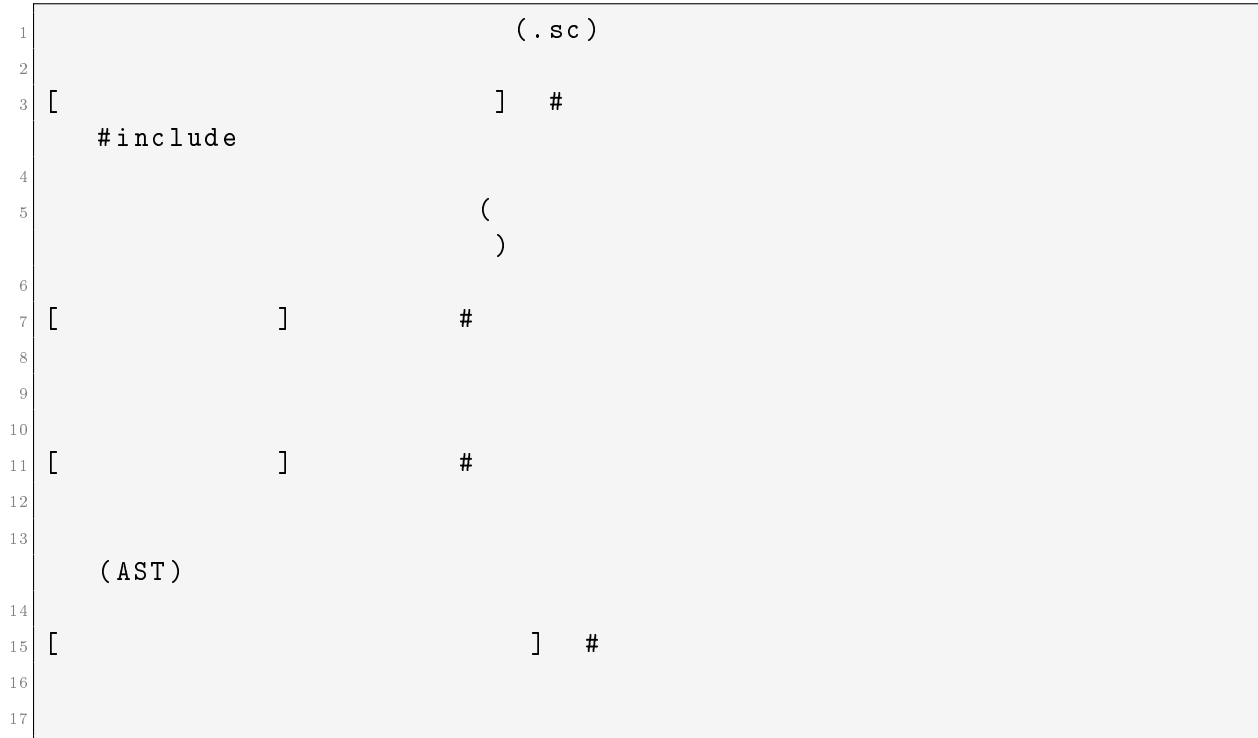 1 (.sc)
2
3 [ ] #
#include
4
5 (
)
6
7 [ ] #
8
9
10
11 [ ] #
12
13
(AST)
14
15 [ ] #
16
17